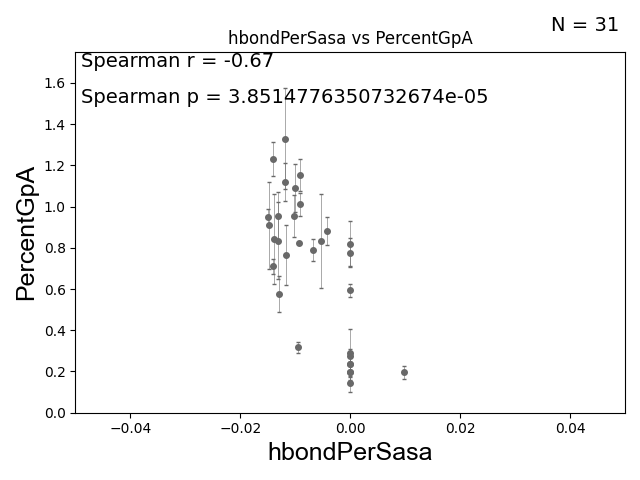 N = 31
hbondPerSasa vs PercentGpA
Spearman r = -0.67
Spearman p = 3.8514776350732674e-05
PercentGpA
1.6
1.4
1.2
1.0
0.8
0.6
0.4
0.2
0.0
−0.04 −0.02 0.00 0.02 0.04
hbondPerSasa